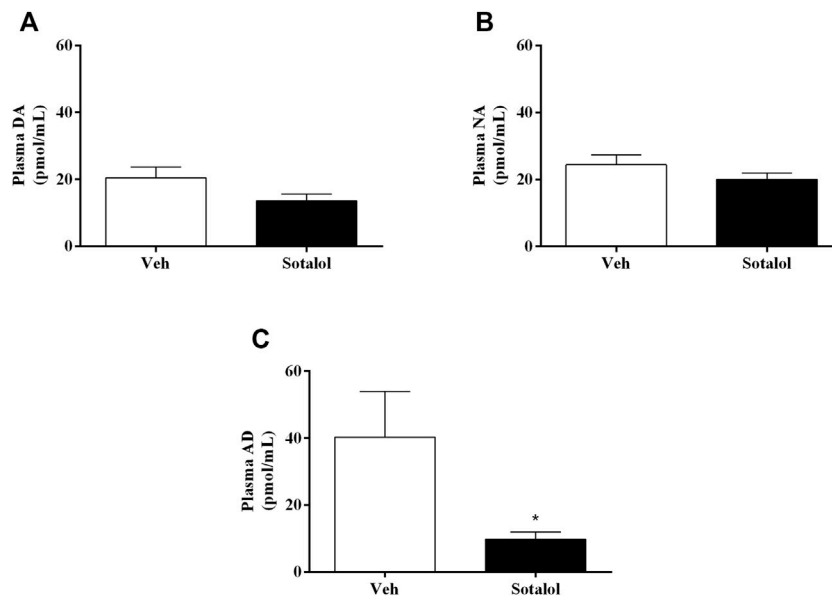 A
60
40
20
0
Plasma DA
(pmol/mL)
Veh Sotalol
B
60
40
20
0
Plasma NA
(pmol/mL)
Veh Sotalol
C
60
40
20
0
Plasma AD
(pmol/mL)
*
Veh Sotalol